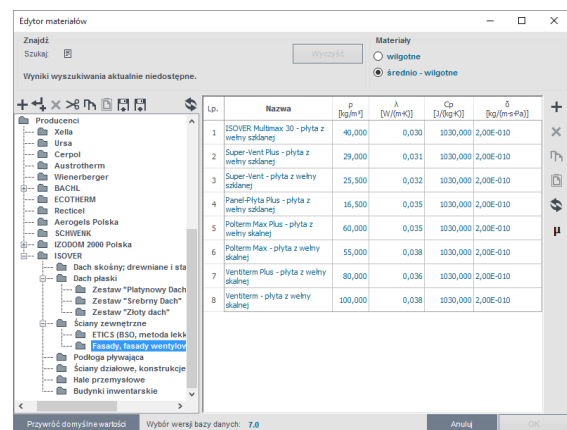 Edytor materiałów
Znajdź
Szukaj:
Wyczyść
Wyniki wyszukiwania aktualnie niedostępne.
Materiały
wilgotne
średnio - wilgotne
Producenci
Xella
Ursa
Cerpol
Austrotherm
Wienerberger
BACHL
ECOTHERM
Recticel
Aerogels Polska
SCHWENK
IZODOM 2000 Polska
ISOVER
Dach skośny; drewniane i sta
Dach płaski
Zestaw "Platynowy Dach
Zestaw "Srebrny Dach"
Zestaw "Złoty dach"
Ściany zewnętrzne
ETICS (BSO, metoda lekk
Fasady, fasady wentylow
Podłoga pływająca
Ściany działowe, konstrukcje
Hale przemysłowe
Budynki inwentarskie
Lp. Nazwa ρ [kg/m³] λ [W/(m·K)] Cp [J/(kg·K)] δ [kg/(m·s·Pa)]
1 ISOVER Multimax 30 - płyta z wełny szklanej 40,000 0,030 1030,000 2,00E-010
2 Super-Vent Plus - płyta z wełny szklanej 29,000 0,031 1030,000 2,00E-010
3 Super-Vent - płyta z wełny szklanej 25,500 0,032 1030,000 2,00E-010
4 Panel-Płyta Plus - płyta z wełny szklanej 16,500 0,035 1030,000 2,00E-010
5 Polterm Max Plus - płyta z wełny skalnej 60,000 0,035 1030,000 2,00E-010
6 Polterm Max - płyta z wełny skalnej 55,000 0,038 1030,000 2,00E-010
7 Ventiterm Plus - płyta z wełny skalnej 80,000 0,036 1030,000 2,00E-010
8 Ventiterm - płyta z wełny skalnej 100,000 0,038 1030,000 2,00E-010
μ
Przywróć domyślne wartości
Wybór wersji bazy danych: 7.0
Anuluj
OK